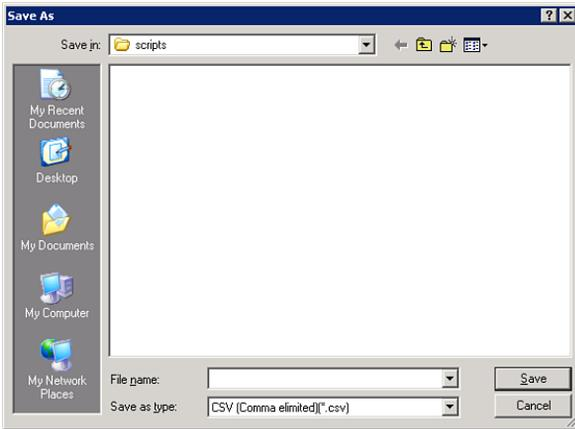 Save As
Save in: scripts
My Recent
Documents
Desktop
My Documents
My Computer
My Network
Places
File name:
Save
Save as type: CSV (Comma elimited)(*.csv)
Cancel